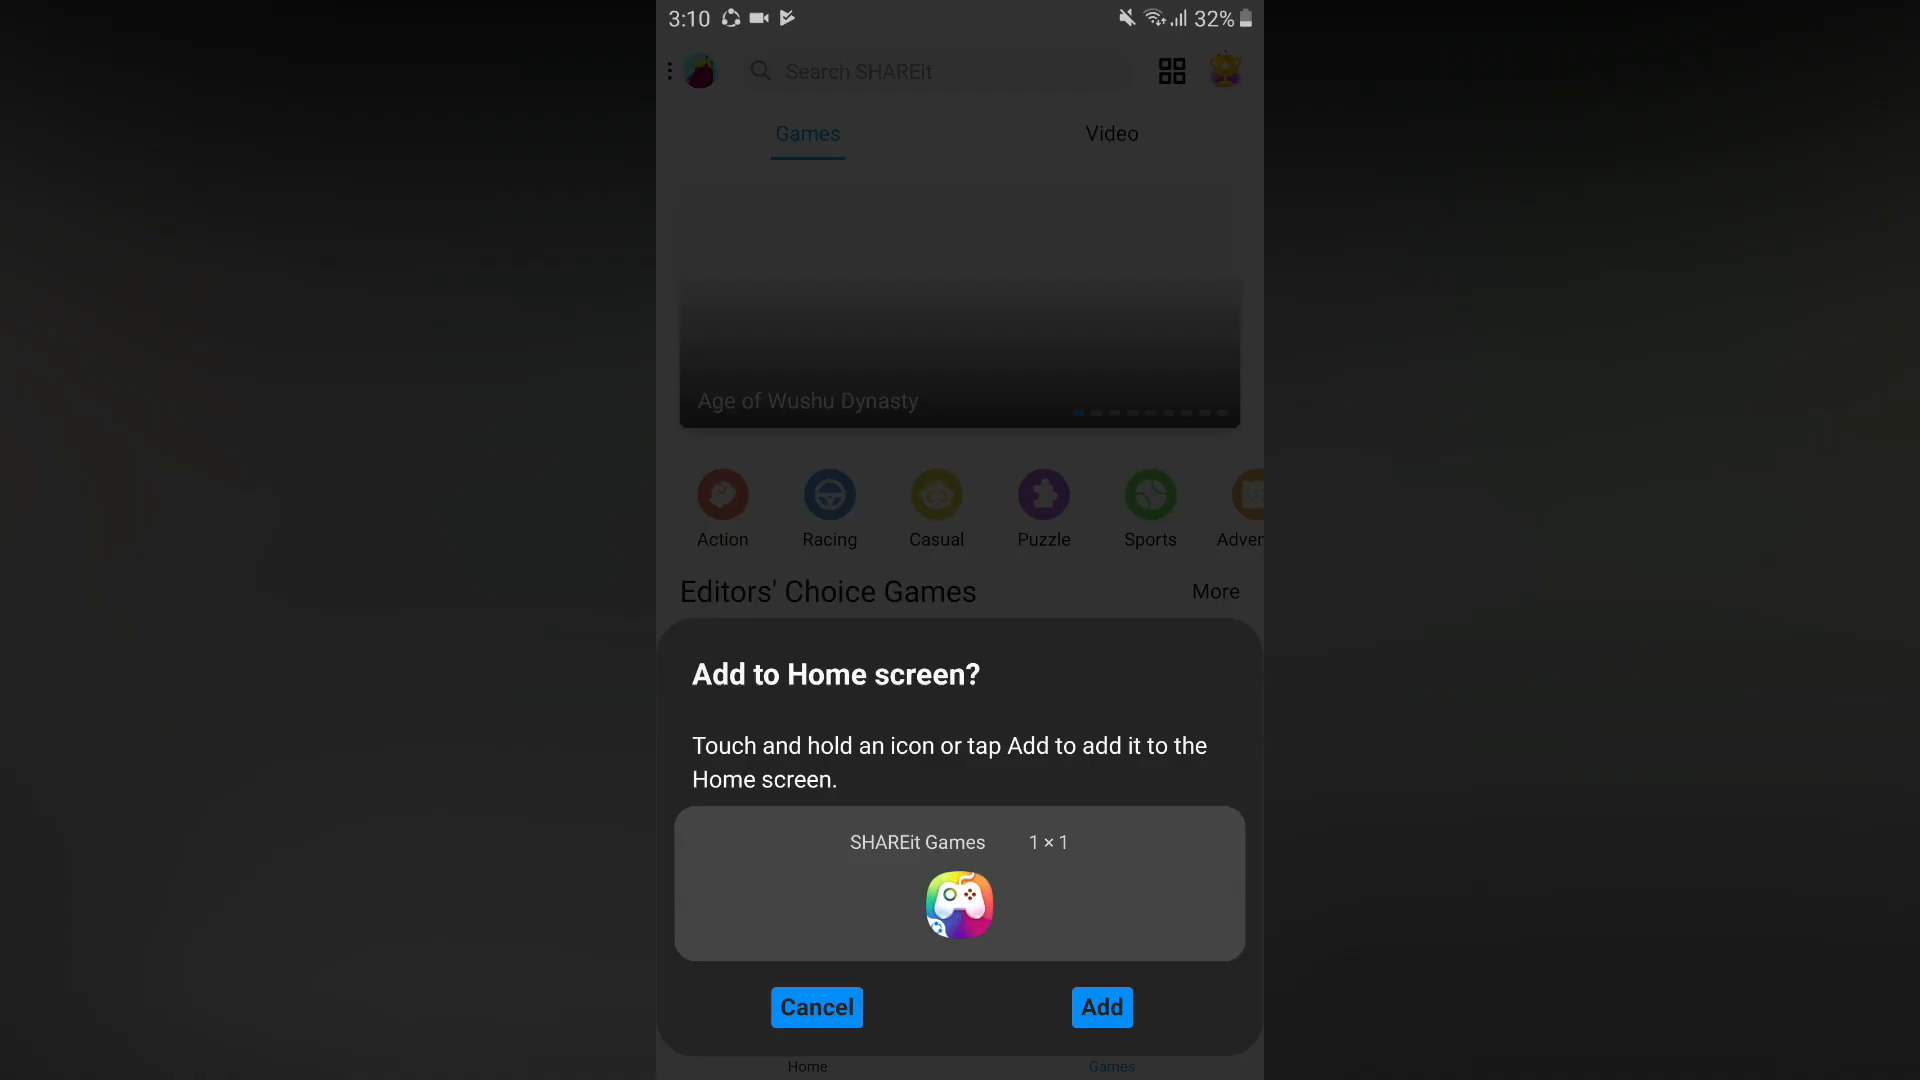 3:10
32%
Search SHAREit
Games
Video
Age of Wushu Dynasty
Action
Racing
Casual
Puzzle
Sports
Adven
Editors' Choice Games
More
Add to Home screen?
Touch and hold an icon or tap Add to add it to the
Home screen.
SHAREit Games 1 × 1
Cancel
Add
Home
Games